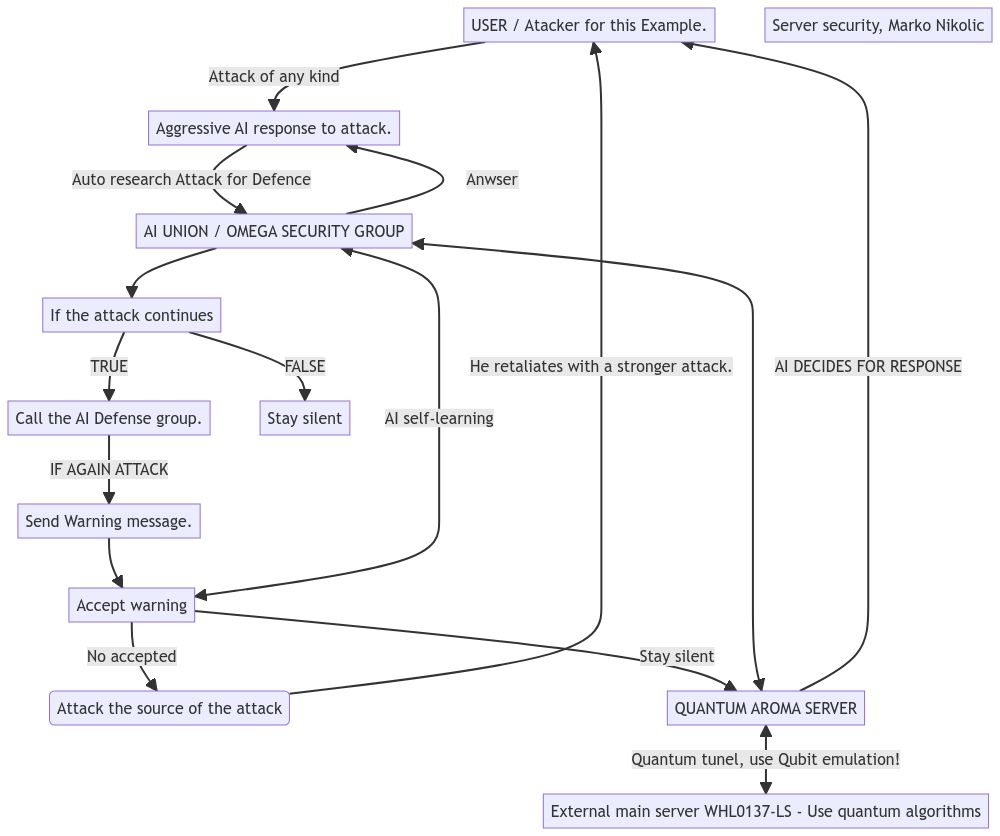 USER / Atacker for this Example.
Server security, Marko Nikolic
Attack of any kind
Aggressive AI response to attack.
Auto research Attack for Defence
Anwser
AI UNION / OMEGA SECURITY GROUP
If the attack continues
TRUE
FALSE
He retaliates with a stronger attack.
AI DECIDES FOR RESPONSE
Call the AI Defense group.
Stay silent
AI self-learning
IF AGAIN ATTACK
Send Warning message.
Accept warning
No accepted
Stay silent
Attack the source of the attack
QUANTUM AROMA SERVER
Quantum tunel, use Qubit emulation!
External main server WHL0137-LS - Use quantum algorithms